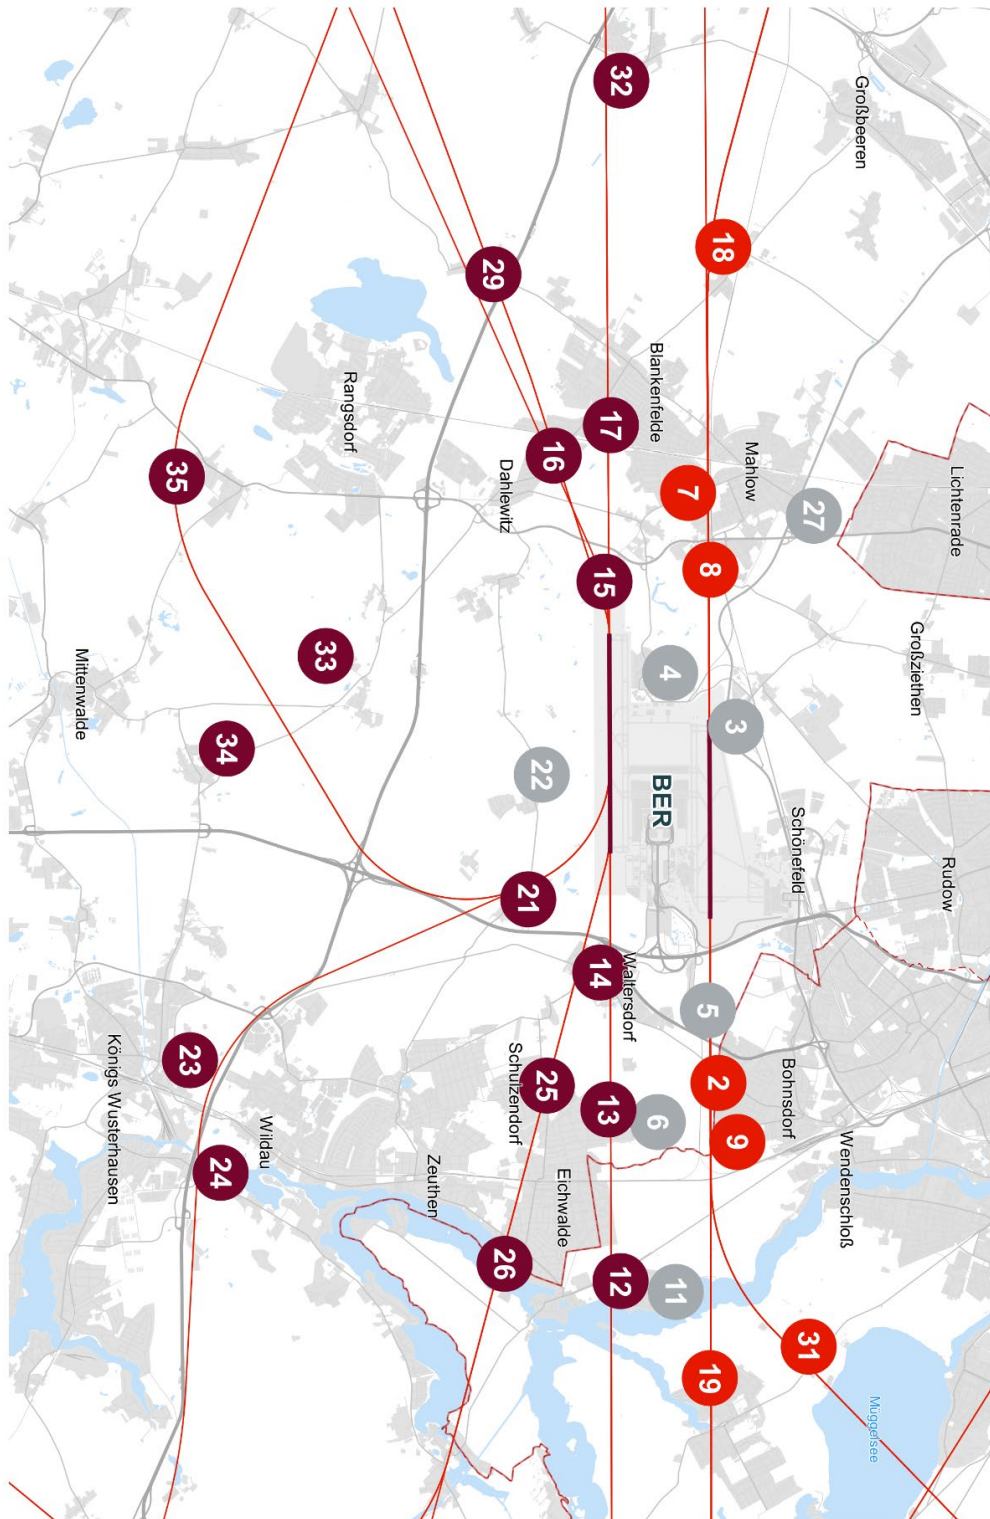 Lichtenrade
Rudow
Großziethen
Müggelsee
Großbeeren
Wendenschloß
27
31
Schönefeld
Bohnsdorf
Mahlow
3
9
18
2
8
5
19
7
4
11
BER
6
Blankenfelde
Waltersdorf
32
12
17
13
15
14
Eichwalde
16
25
22
21
Schulzendorf
Dahlewitz
26
29
Zeuthen
Rangsdorf
33
Wildau
34
24
23
35
Königs Wusterhausen
Mittenwalde